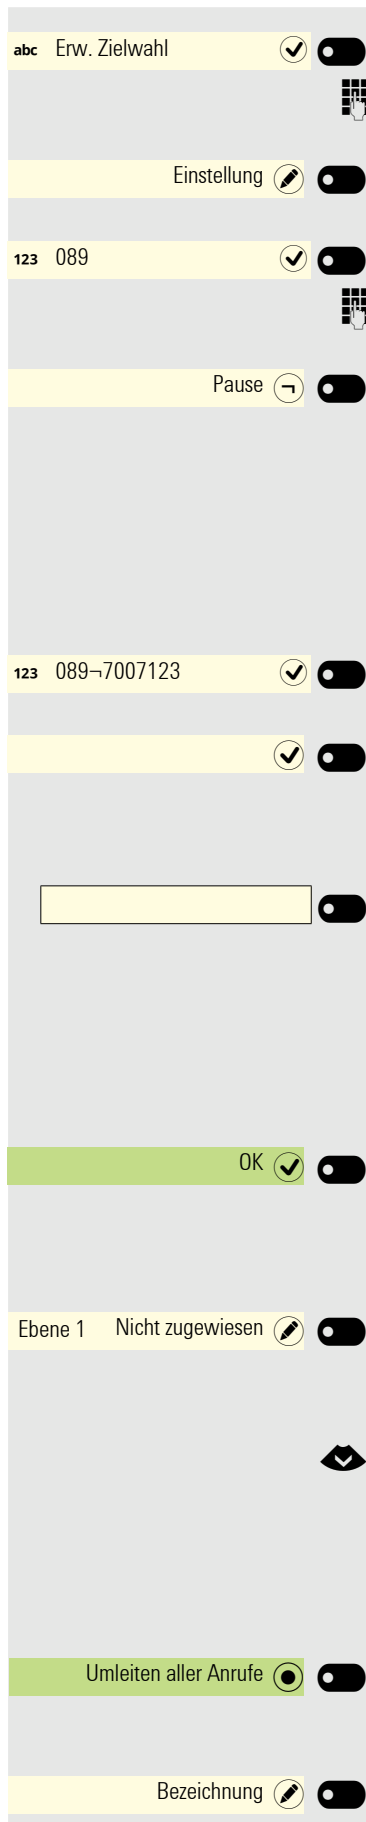 abc Erw. Zielwahl
Einstellung
123 089
Pause ¬
123 089¬7007123
OK
Ebene 1 Nicht zugewiesen
Umleiten aller Anrufe
Bezeichnung